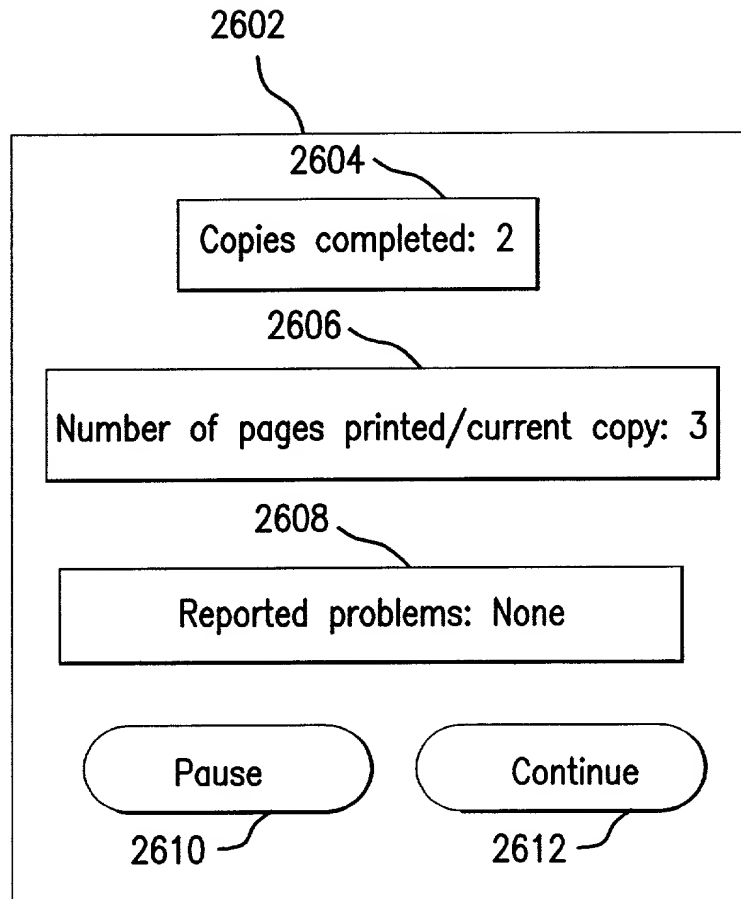 2602
2604
Copies completed: 2
2606
Number of pages printed/current copy: 3
2608
Reported problems: None
Pause Continue
2610 2612